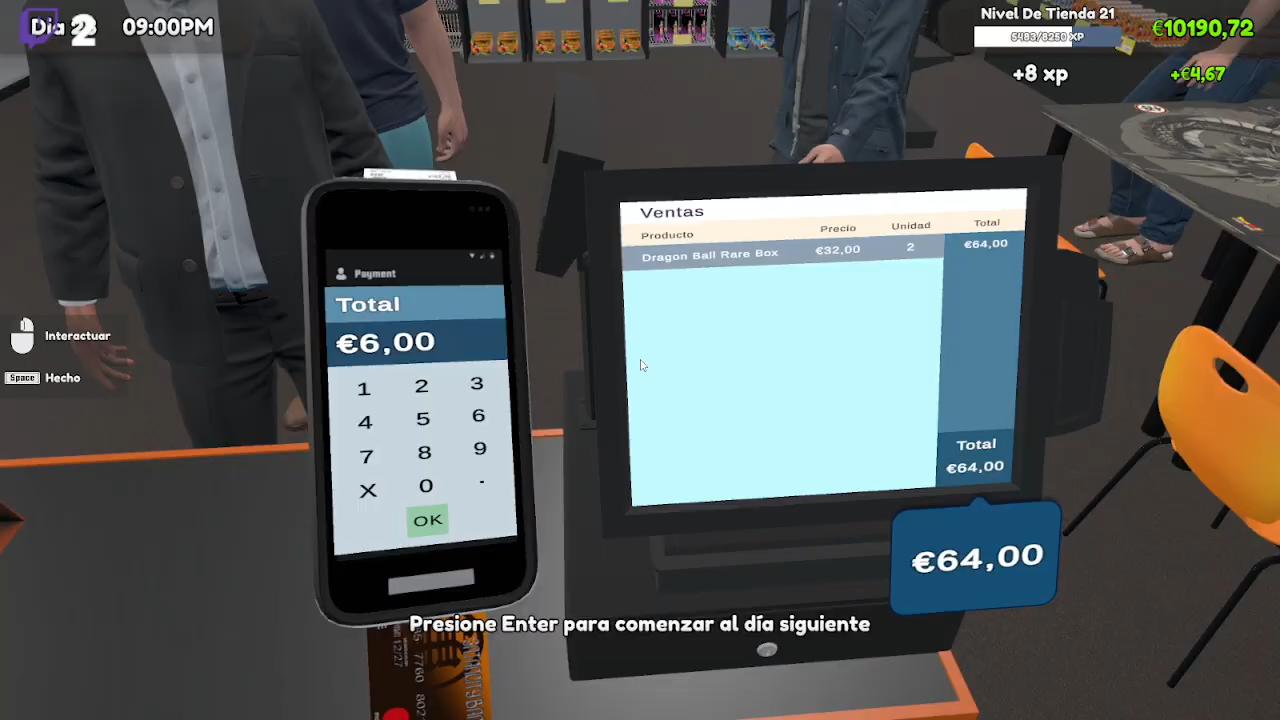 Día 2
09:00PM
Nivel De Tienda 21
5483/8250 XP
+8 xp
€10190,72
+€4,67
Interactuar
Space Hecho
Payment
Total
€6,00
1 2 3
4 5 6
7 8 9
X 0 .
OK
Ventas
Producto Precio Unidad Total
Dragon Ball Rare Box €32,00 2 €64,00
Total
€64,00
€64,00
Presione Enter para comenzar al día siguiente
12/27
7760